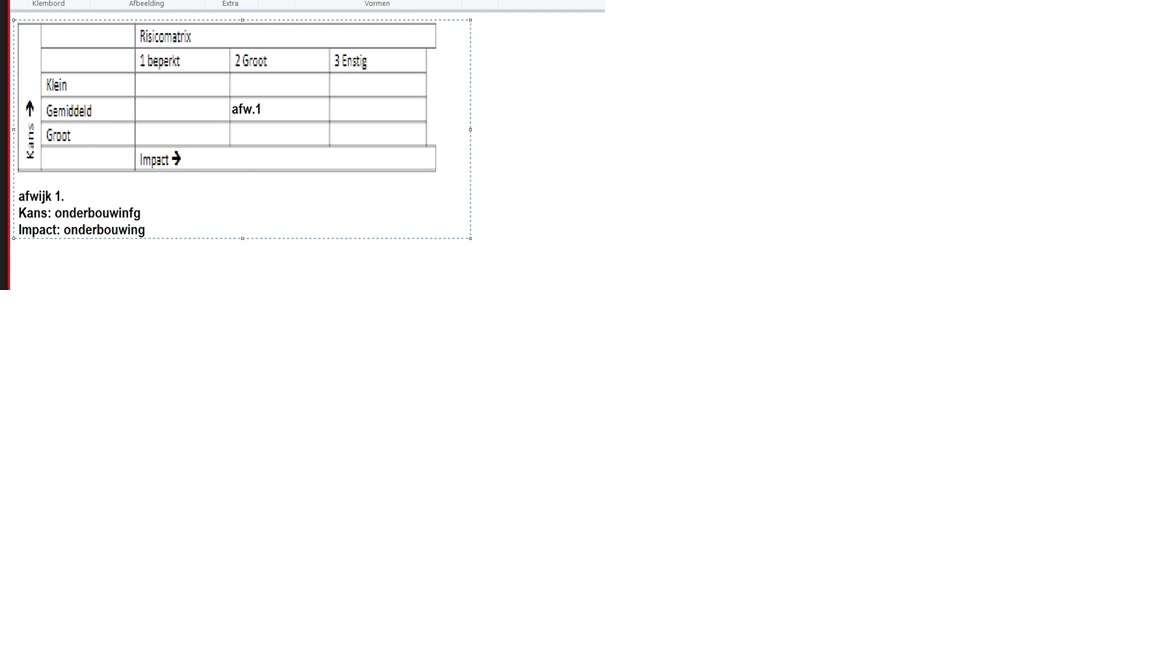 Klembord Afbeelding Extra Vormen
Risicomatrix
1 beperkt 2 Groot 3 Enstig
Klein
Gemiddeld afw.1
Groot
Kans
Impact
afwijk 1.
Kans: onderbouwinfg
Impact: onderbouwing